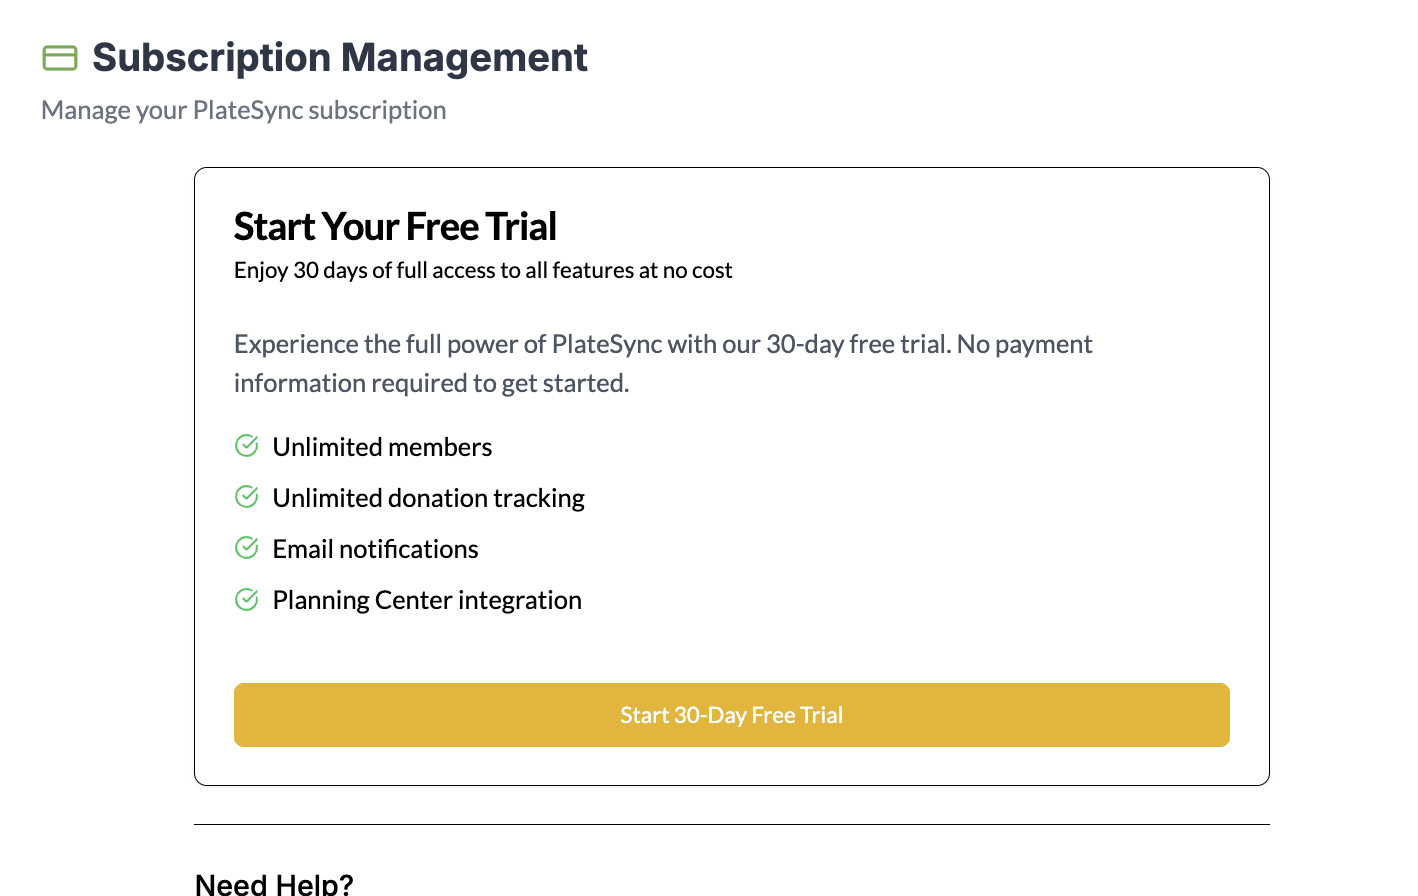 Subscription Management
Manage your PlateSync subscription
Start Your Free Trial
Enjoy 30 days of full access to all features at no cost
Experience the full power of PlateSync with our 30-day free trial. No payment
information required to get started.
Unlimited members
Unlimited donation tracking
Email notifications
Planning Center integration
Start 30-Day Free Trial
Need Help?